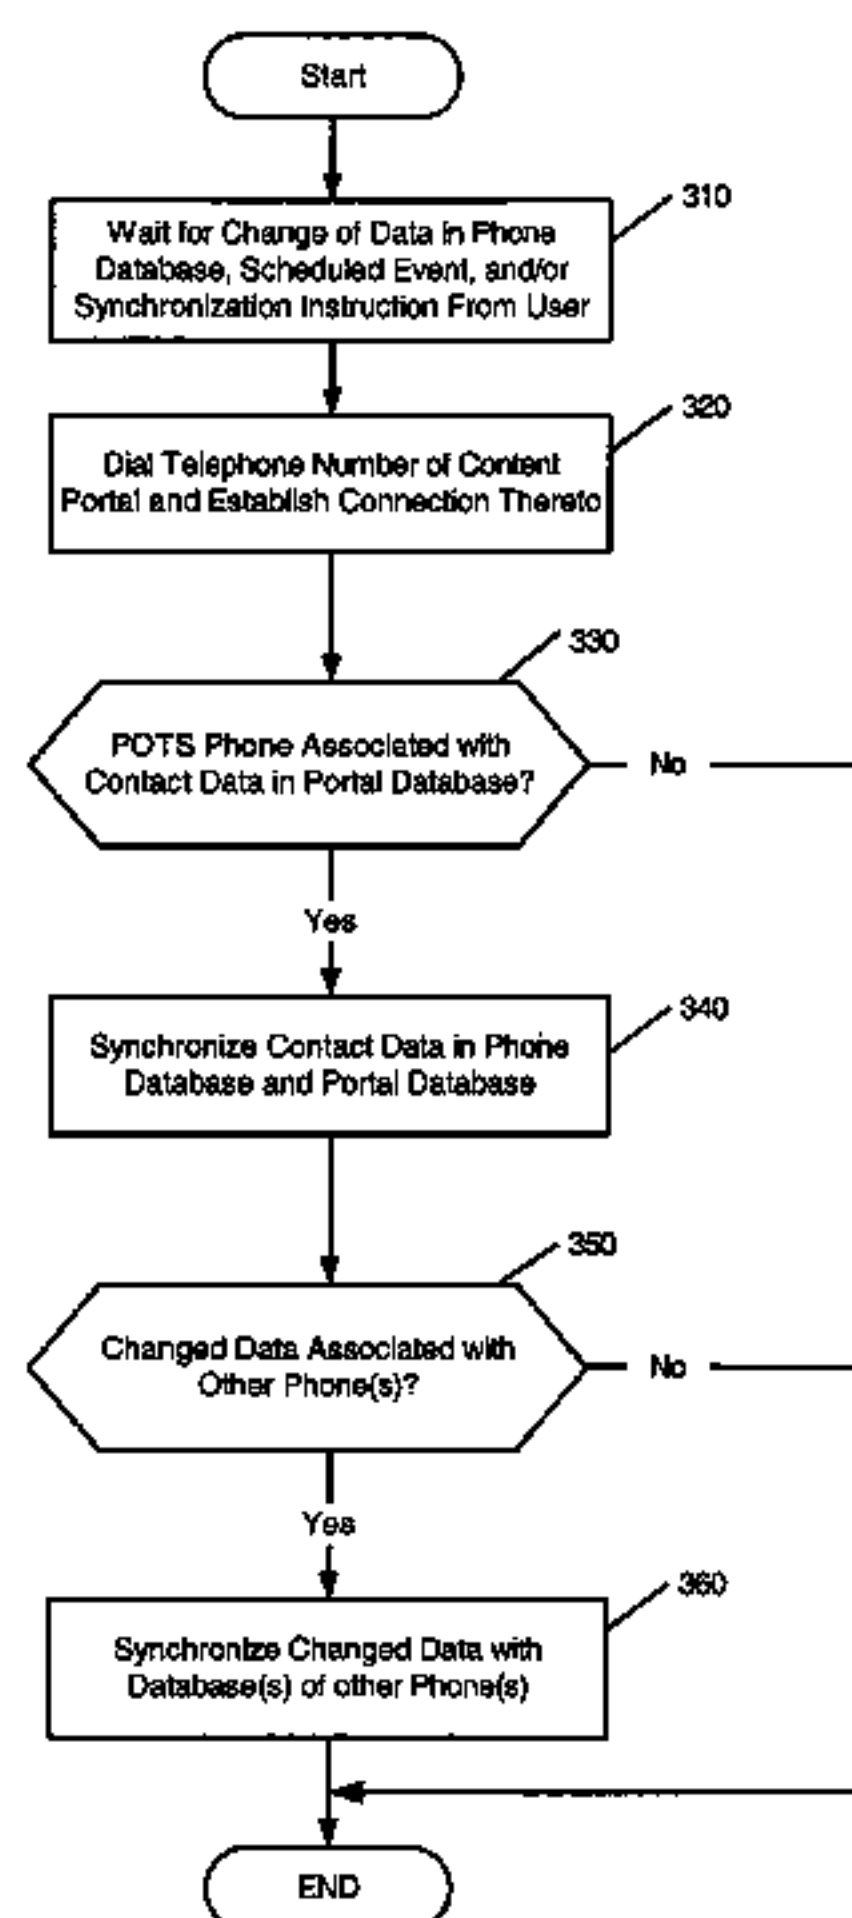 Start
310
Wait for Change of Data in Phone
Database, Scheduled Event, and/or
Synchronization Instruction From User
320
Dial Telephone Number of Content
Portal and Establish Connection Thereto
330
POTS Phone Associated with
Contact Data in Portal Database?
No
Yes
340
Synchronize Contact Data in Phone
Database and Portal Database
350
Changed Data Associated with
Other Phone(s)?
No
Yes
360
Synchronize Changed Data with
Database(s) of other Phone(s)
END